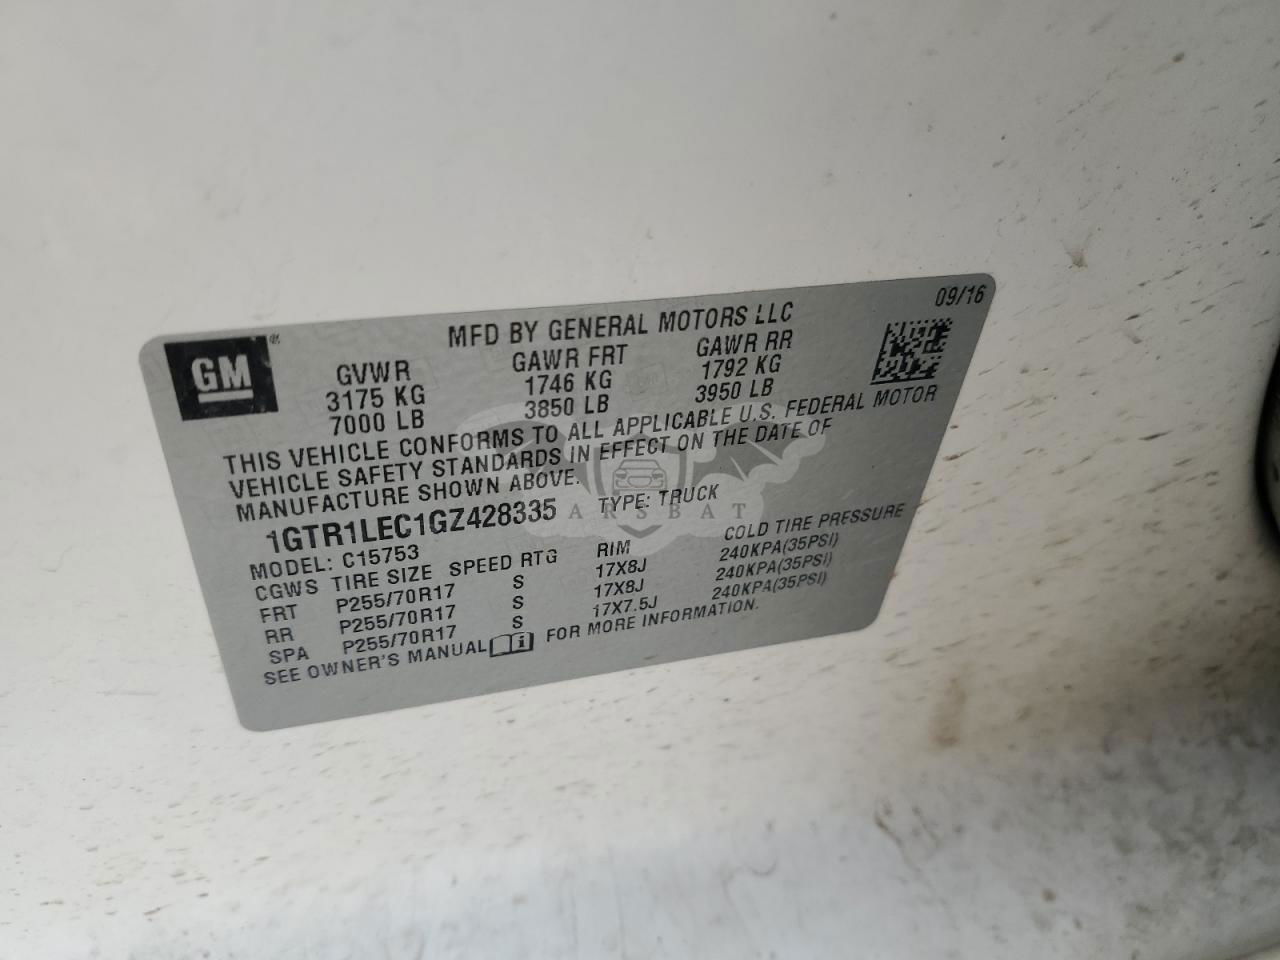 09/16
MFD BY GENERAL MOTORS LLC
GM®
GVWR GAWR FRT GAWR RR
3175 KG 1746 KG 1792 KG
7000 LB 3850 LB 3950 LB
THIS VEHICLE CONFORMS TO ALL APPLICABLE U.S. FEDERAL MOTOR
VEHICLE SAFETY STANDARDS IN EFFECT ON THE DATE OF
MANUFACTURE SHOWN ABOVE.
1GTR1LEC1GZ428335 TYPE: TRUCK
ARSBAT
MODEL: C15753
CGWS TIRE SIZE SPEED RTG RIM COLD TIRE PRESSURE
FRT P255/70R17 S 17X8J 240KPA(35PSI)
RR P255/70R17 S 17X8J 240KPA(35PSI)
SPA P255/70R17 S 17X7.5J 240KPA(35PSI)
SEE OWNER'S MANUAL FOR MORE INFORMATION.